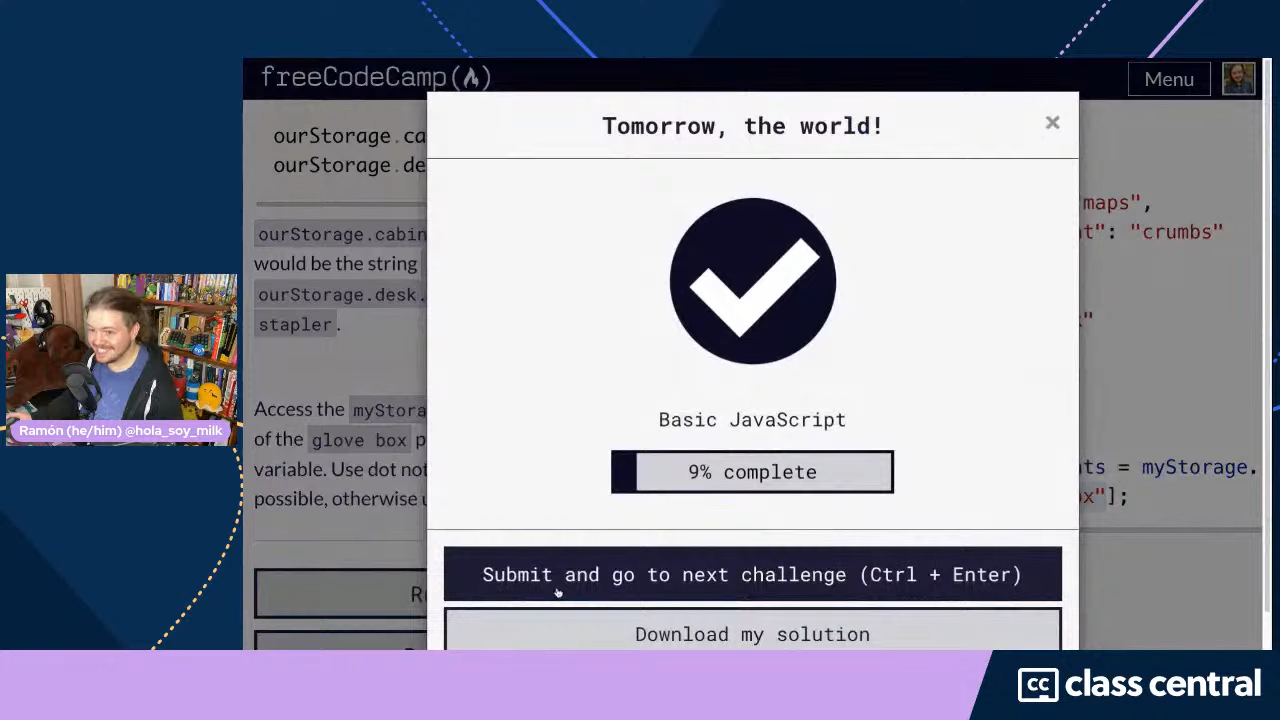 freeCodeCamp(
)
Menu
Tomorrow, the world!
×
ourStorage.ca
ourStorage.de
ourStorage.cabin
would be the string
ourStorage.desk.
stapler.
Access the myStora
of the glove box p
variable. Use dot not
possible, otherwise u
maps",
": "crumbs"
= myStorage.
"];
Basic JavaScript
9% complete
Submit and go to next challenge (Ctrl + Enter)
Download my solution
Ramón (he/him) @hola_soy_milk
cc class central